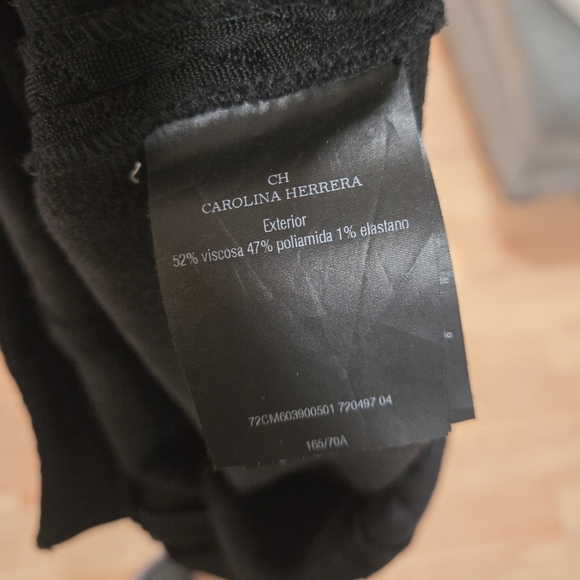 CH
CAROLINA HERRERA
Exterior
52% viscosa 47% poliamida 1% elastano
72CM603900501 720497 04
165/70A